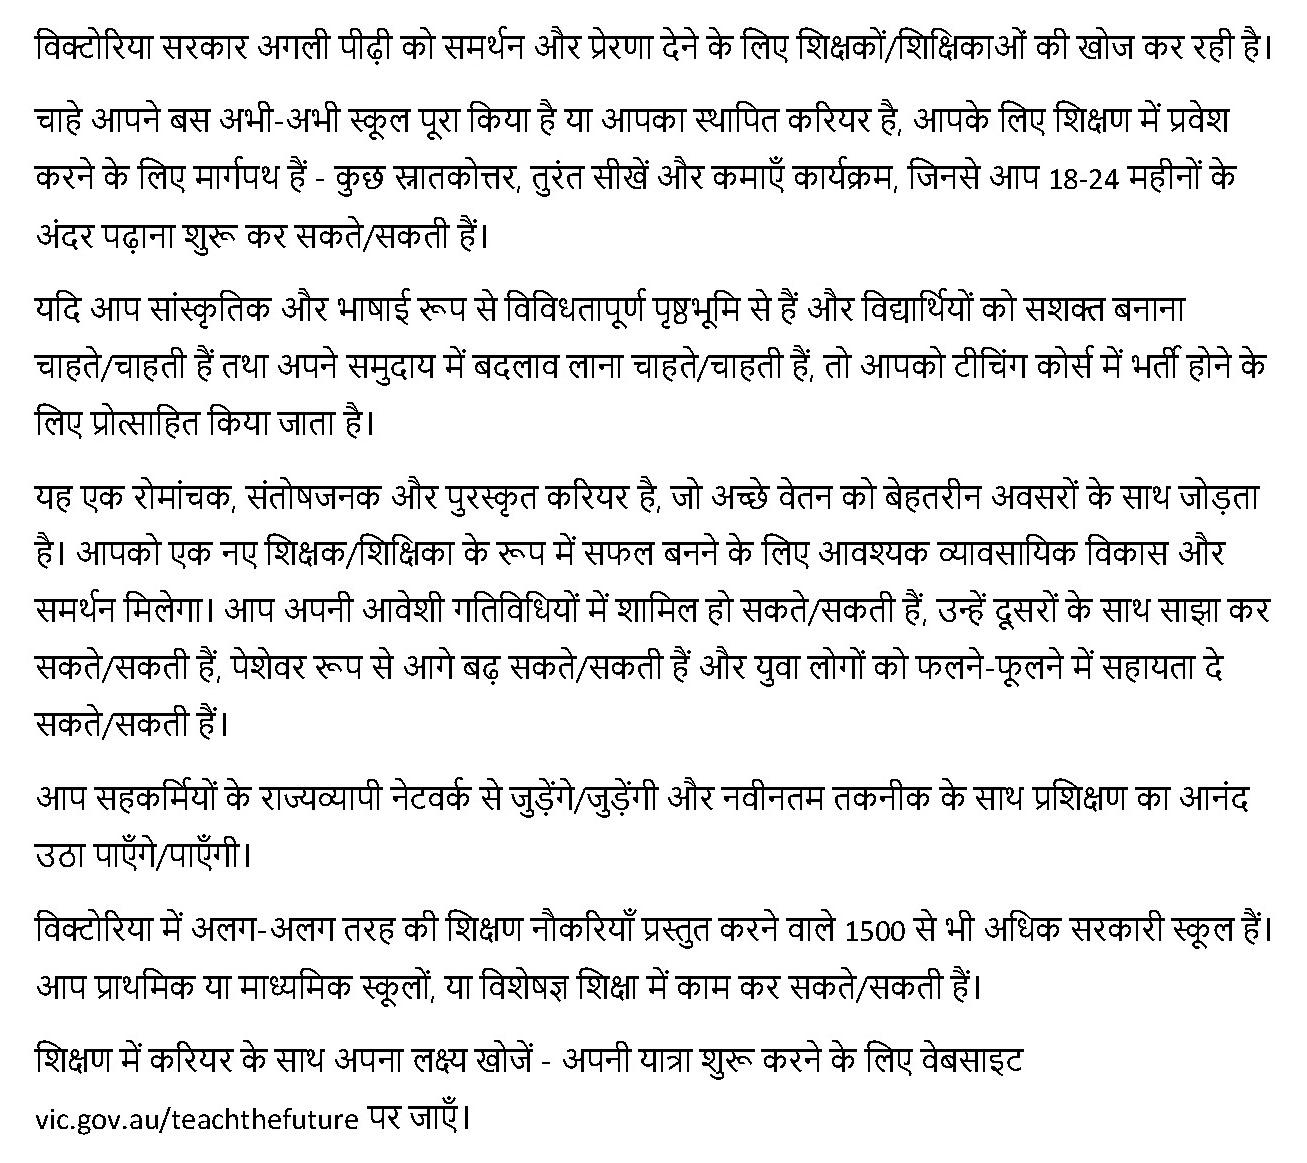 विक्टोरिया सरकार अगली पीढ़ी को समर्थन और प्रेरणा देने के लिए शिक्षकों/शिक्षिकाओं की खोज कर रही है।
चाहे आपने बस अभी-अभी स्कूल पूरा किया है या आपका स्थापित करियर है, आपके लिए शिक्षण में प्रवेश
करने के लिए मार्गपथ हैं - कुछ स्नातकोत्तर, तुरंत सीखें और कमाएँ कार्यक्रम, जिनसे आप 18-24 महीनों के
अंदर पढ़ाना शुरू कर सकते/सकती हैं।
यदि आप सांस्कृतिक और भाषाई रूप से विविधतापूर्ण पृष्ठभूमि से हैं और विद्यार्थियों को सशक्त बनाना
चाहते/चाहती हैं तथा अपने समुदाय में बदलाव लाना चाहते/चाहती हैं, तो आपको टीचिंग कोर्स में भर्ती होने के
लिए प्रोत्साहित किया जाता है।
यह एक रोमांचक, संतोषजनक और पुरस्कृत करियर है, जो अच्छे वेतन को बेहतरीन अवसरों के साथ जोड़ता
है। आपको एक नए शिक्षक/शिक्षिका के रूप में सफल बनने के लिए आवश्यक व्यावसायिक विकास और
समर्थन मिलेगा। आप अपनी आवेशी गतिविधियों में शामिल हो सकते/सकती हैं, उन्हें दूसरों के साथ साझा कर
सकते/सकती हैं, पेशेवर रूप से आगे बढ़ सकते/सकती हैं और युवा लोगों को फलने-फूलने में सहायता दे
सकते/सकती हैं।
आप सहकर्मियों के राज्यव्यापी नेटवर्क से जुड़ेंगे/जुड़ेंगी और नवीनतम तकनीक के साथ प्रशिक्षण का आनंद
उठा पाएँगे/पाएँगी।
विक्टोरिया में अलग-अलग तरह की शिक्षण नौकरियाँ प्रस्तुत करने वाले 1500 से भी अधिक सरकारी स्कूल हैं।
आप प्राथमिक या माध्यमिक स्कूलों, या विशेषज्ञ शिक्षा में काम कर सकते/सकती हैं।
शिक्षण में करियर के साथ अपना लक्ष्य खोजें - अपनी यात्रा शुरू करने के लिए वेबसाइट
vic.gov.au/teachthefuture पर जाएँ।